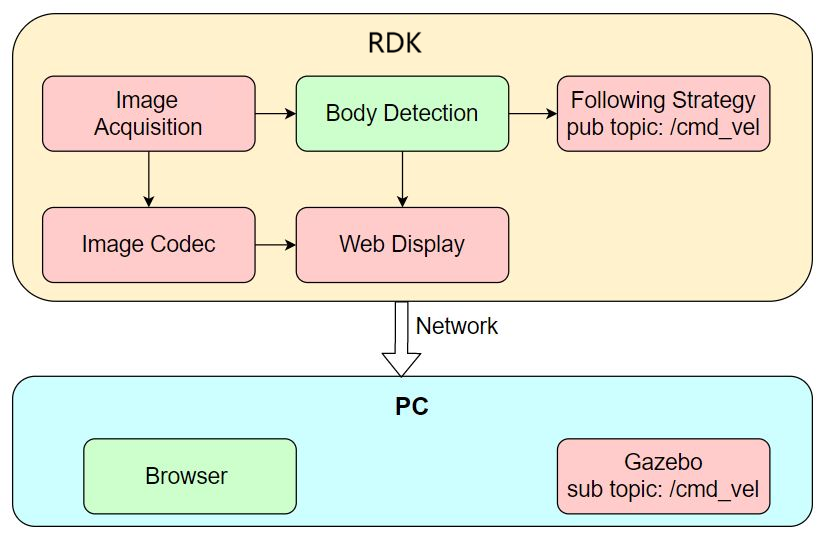 RDK
Image
Acquisition
Body Detection
Following Strategy
pub topic: /cmd_vel
Image Codec
Web Display
Network
PC
Browser
Gazebo
sub topic: /cmd_vel